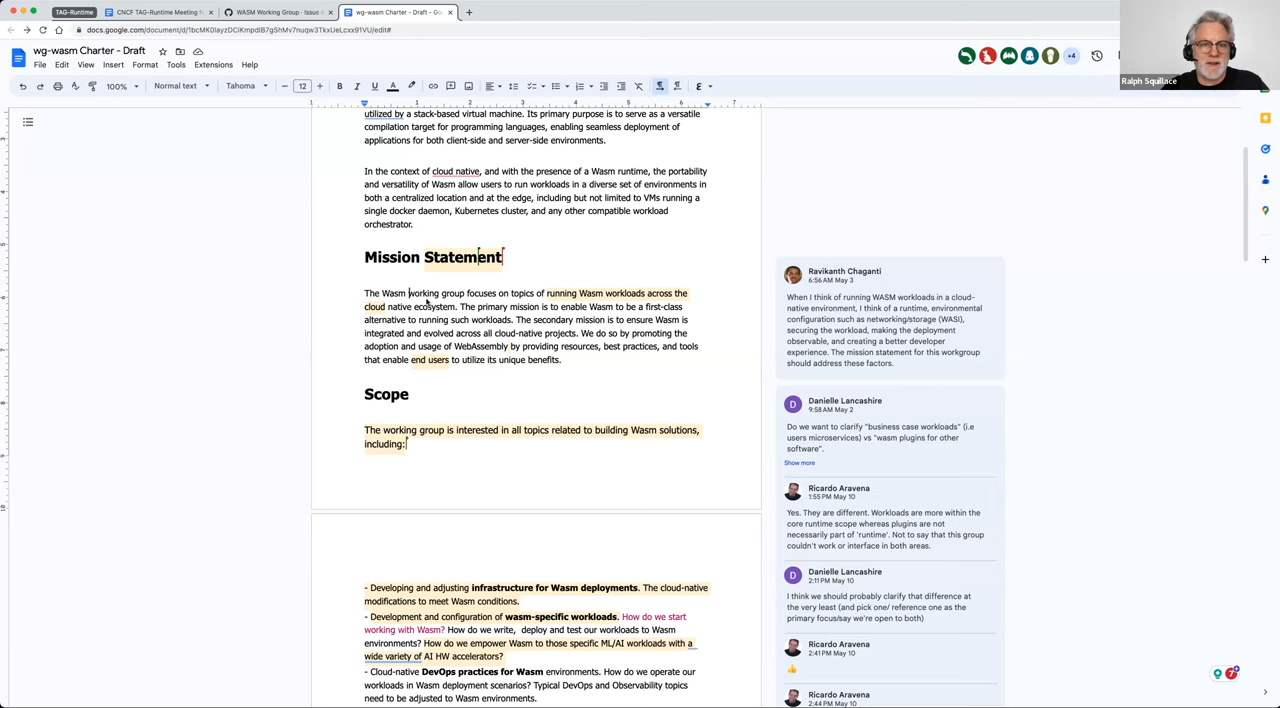 TAG-Runtime
CNCF TAG-Runtime Meeting N
WASM Working Group · Issue #
wg-wasm Charter - Draft - Go
docs.google.com/document/d/1bcMK0layzDCiKmpdIB7gShMv7nuqw3TkxUeLcxx91VU/edit#
Ralph Squillace
wg-wasm Charter - Draft
+4
File Edit View Insert Format Tools Extensions Help
100% Normal text Tahoma 12
1 1 2 3 4 5 6 7
utilized by a stack-based virtual machine. Its primary purpose is to serve as a versatile
compilation target for programming languages, enabling seamless deployment of
applications for both client-side and server-side environments.
In the context of cloud native, and with the presence of a Wasm runtime, the portability
and versatility of Wasm allow users to run workloads in a diverse set of environments in
both a centralized location and at the edge, including but not limited to VMs running a
single docker daemon, Kubernetes cluster, and any other compatible workload
orchestrator.
Mission Statement
The Wasm working group focuses on topics of running Wasm workloads across the
cloud native ecosystem. The primary mission is to enable Wasm to be a first-class
alternative to running such workloads. The secondary mission is to ensure Wasm is
integrated and evolved across all cloud-native projects. We do so by promoting the
adoption and usage of WebAssembly by providing resources, best practices, and tools
that enable end users to utilize its unique benefits.
Scope
The working group is interested in all topics related to building Wasm solutions,
including:
- Developing and adjusting infrastructure for Wasm deployments. The cloud-native
modifications to meet Wasm conditions.
- Development and configuration of wasm-specific workloads. How do we start
working with Wasm? How do we write, deploy and test our workloads to Wasm
environments? How do we empower Wasm to those specific ML/AI workloads with a
wide variety of AI HW accelerators?
- Cloud-native DevOps practices for Wasm environments. How do we operate our
workloads in Wasm deployment scenarios? Typical DevOps and Observability topics
need to be adjusted to Wasm environments.
Ravikanth Chaganti
6:56 AM May 3
When I think of running WASM workloads in a cloud-
native environment, I think of a runtime, environmental
configuration such as networking/storage (WASI),
securing the workload, making the deployment
observable, and creating a better developer
experience. The mission statement for this workgroup
should address these factors.
D
Danielle Lancashire
9:58 AM May 2
Do we want to clarify "business case workloads" (i.e
users microservices) vs "wasm plugins for other
software".
Show more
Ricardo Aravena
1:55 PM May 10
Yes. They are different. Workloads are more within the
core runtime scope whereas plugins are not
necessarily part of 'runtime'. Not to say that this group
couldn't work or interface in both areas.
D
Danielle Lancashire
2:11 PM May 10
I think we should probably clarify that difference at
the very least (and pick one/ reference one as the
primary focus/say we're open to both)
Ricardo Aravena
2:41 PM May 10
Ricardo Aravena
2:44 PM May 10
7